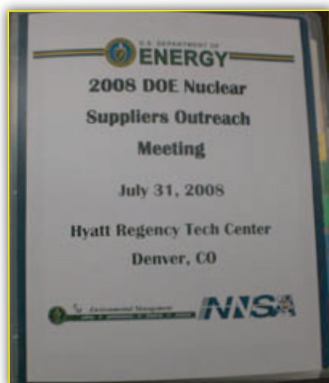 U.S. DEPARTMENT OF
ENERGY
2008 DOE Nuclear
Suppliers Outreach
Meeting
July 31, 2008
Hyatt Regency Tech Center
Denver, CO
Environmental Management
NNSA